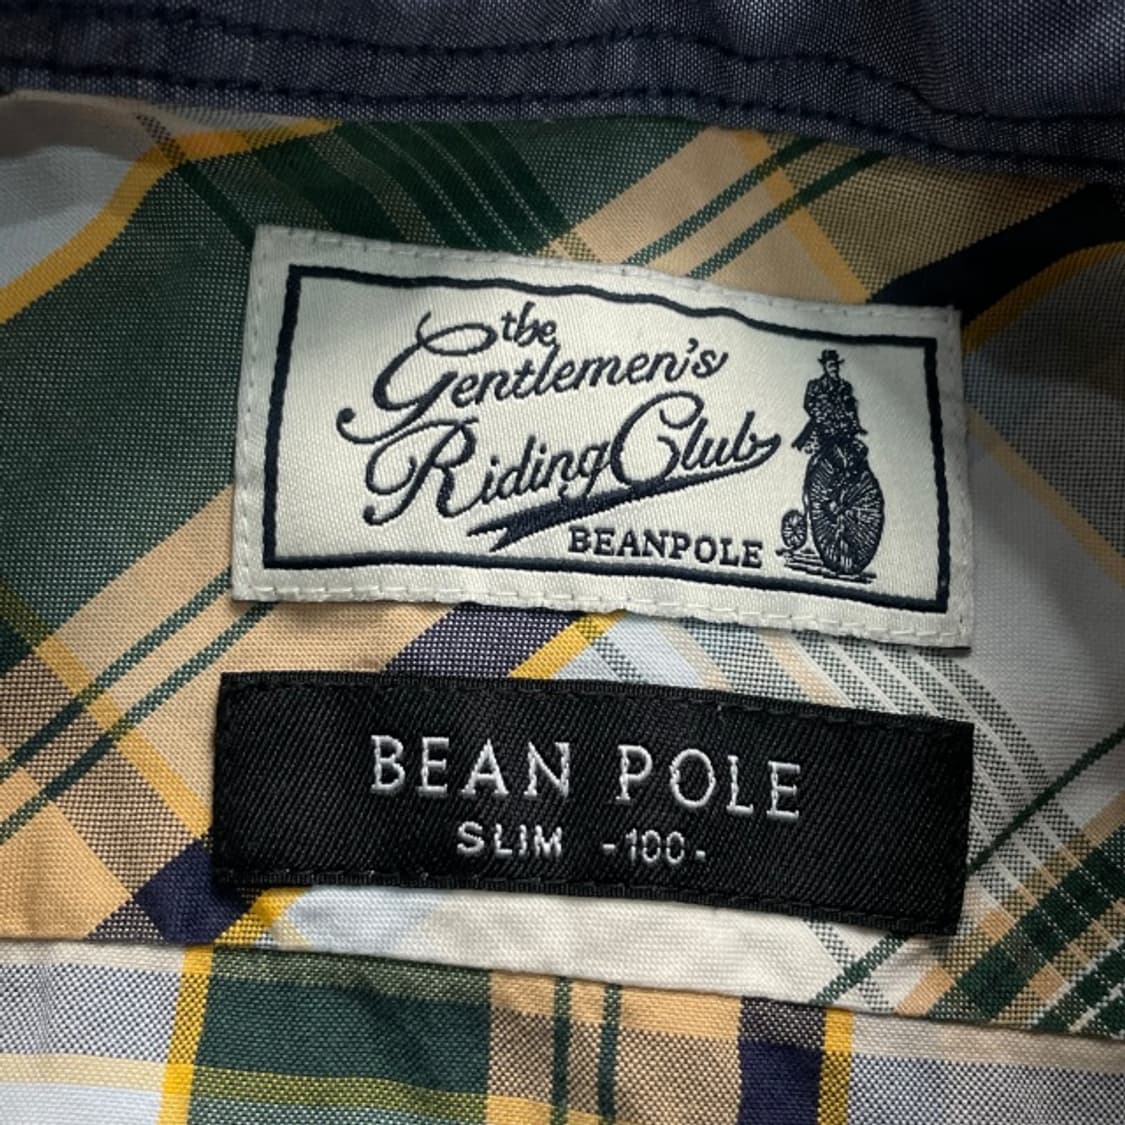 the
Gentlemen's
Riding Club
BEANPOLE
BEAN POLE
SLIM -100-